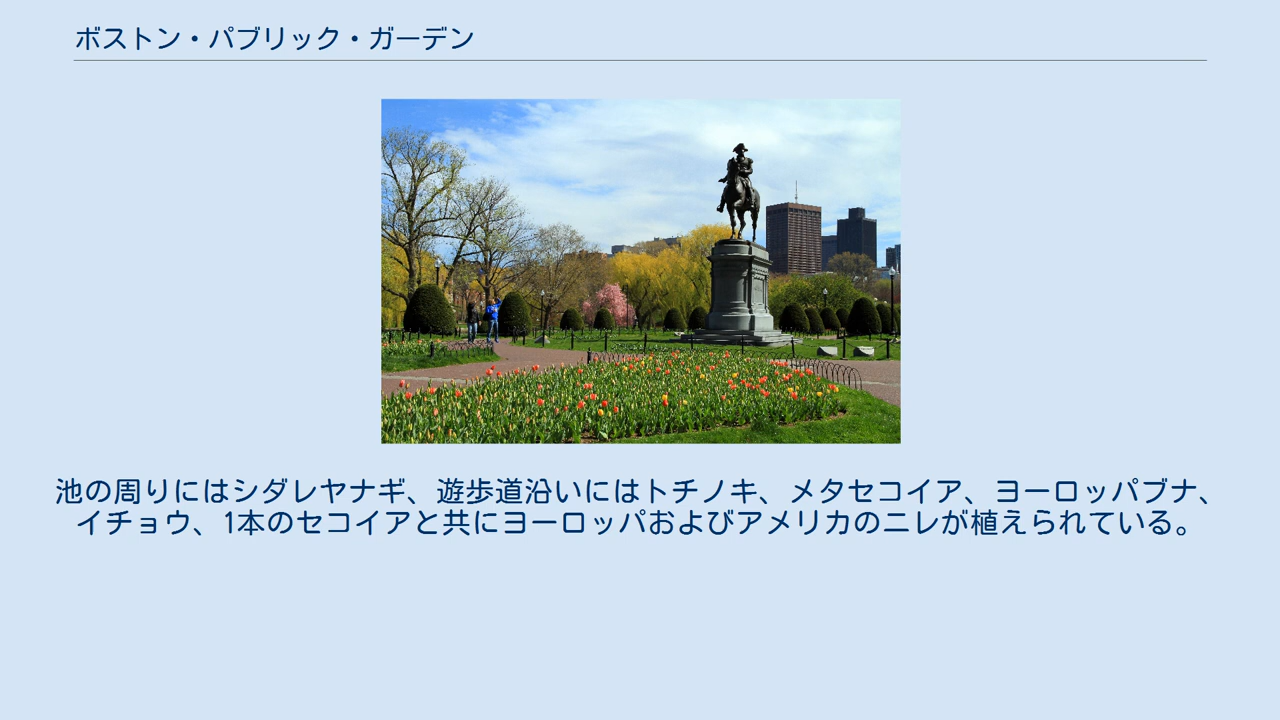 ボストン・パブリック・ガーデン
池の周りにはシダレヤナギ、遊歩道沿いにはトチノキ、メタセコイア、ヨーロッパブナ、
イチョウ、1本のセコイアと共にヨーロッパおよびアメリカのニレが植えられている。